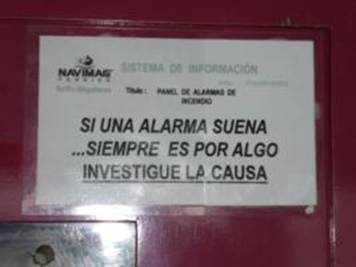 NAVIMAG
FERRIES
SISTEMA DE INFORMACIÓN
Título : PANEL DE ALARMAS DE
INCENDIO
SI UNA ALARMA SUENA
...SIEMPRE ES POR ALGO
INVESTIGUE LA CAUSA